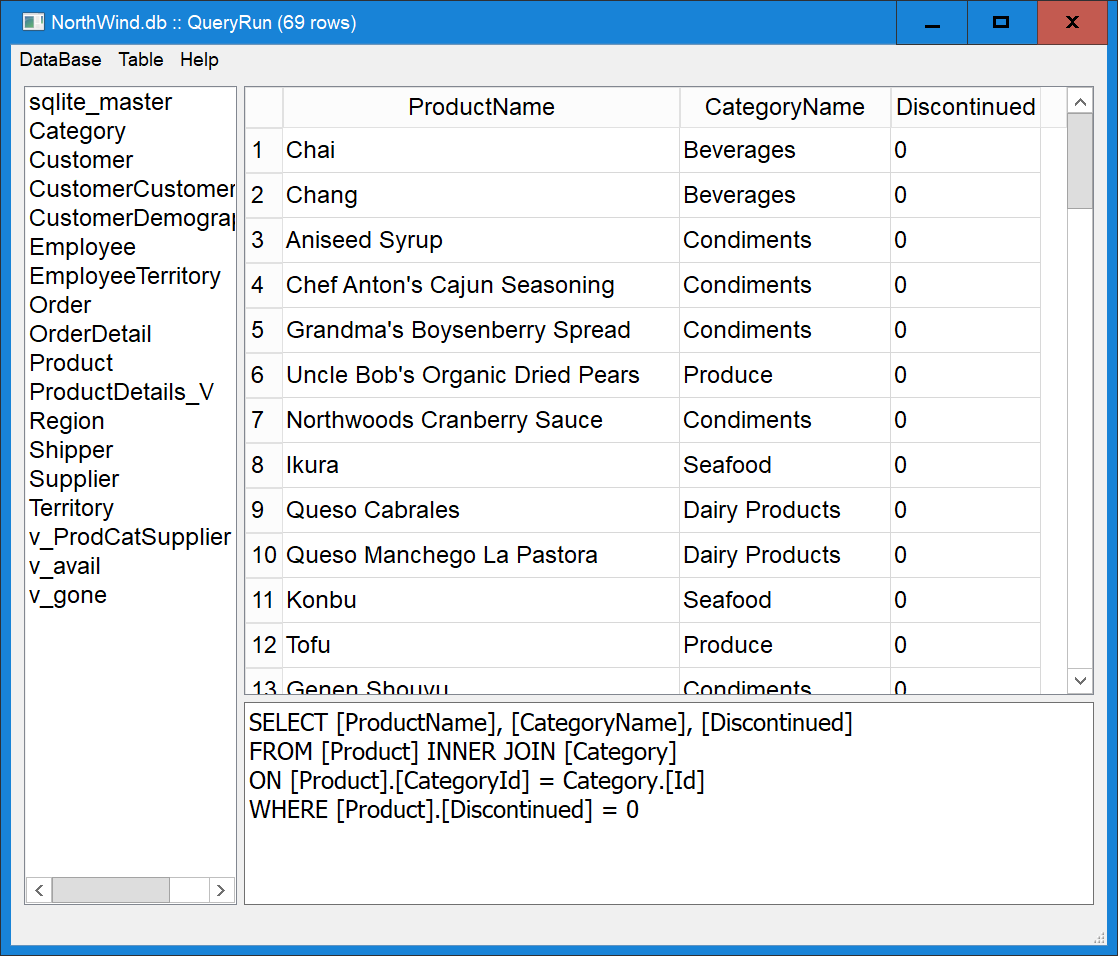 NorthWind.db :: QueryRun (69 rows)
DataBase Table Help
sqlite_master
Category
Customer
CustomerCustomer
CustomerDemograp
Employee
EmployeeTerritory
Order
OrderDetail
Product
ProductDetails_V
Region
Shipper
Supplier
Territory
v_ProdCatSupplier
v_avail
v_gone
ProductName CategoryName Discontinued
1 Chai Beverages 0
2 Chang Beverages 0
3 Aniseed Syrup Condiments 0
4 Chef Anton's Cajun Seasoning Condiments 0
5 Grandma's Boysenberry Spread Condiments 0
6 Uncle Bob's Organic Dried Pears Produce 0
7 Northwoods Cranberry Sauce Condiments 0
8 Ikura Seafood 0
9 Queso Cabrales Dairy Products 0
10 Queso Manchego La Pastora Dairy Products 0
11 Konbu Seafood 0
12 Tofu Produce 0
13 Genen Shouyu Condiments 0
SELECT [ProductName], [CategoryName], [Discontinued]
FROM [Product] INNER JOIN [Category]
ON [Product].[CategoryId] = Category.[Id]
WHERE [Product].[Discontinued] = 0